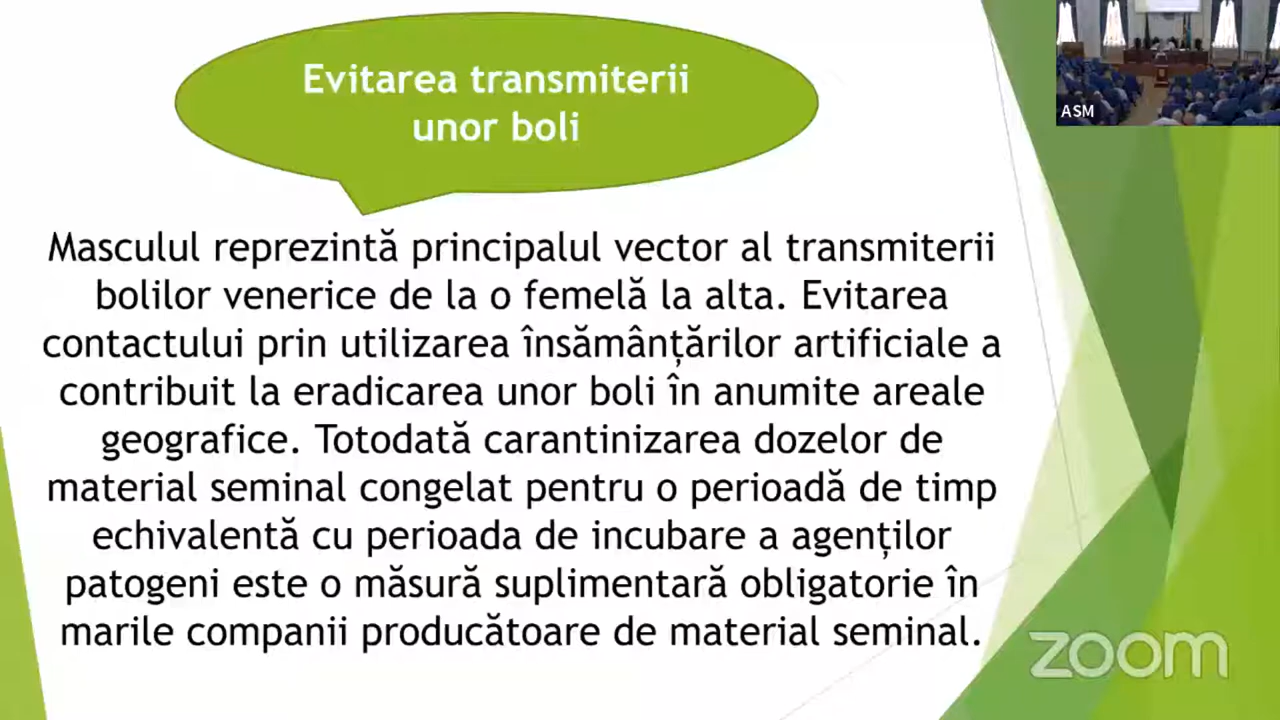 Evitarea transmiterii
unor boli
ASM
Masculul reprezintă principalul vector al transmiterii
bolilor venerice de la o femelă la alta. Evitarea
contactului prin utilizarea însămânțărilor artificiale a
contribuit la eradicarea unor boli în anumite areale
geografice. Totodată carantinizarea dozelor de
material seminal congelat pentru o perioadă de timp
echivalentă cu perioada de incubare a agenților
patogeni este o măsură suplimentară obligatorie în
marile companii producătoare de material seminal.
zoom